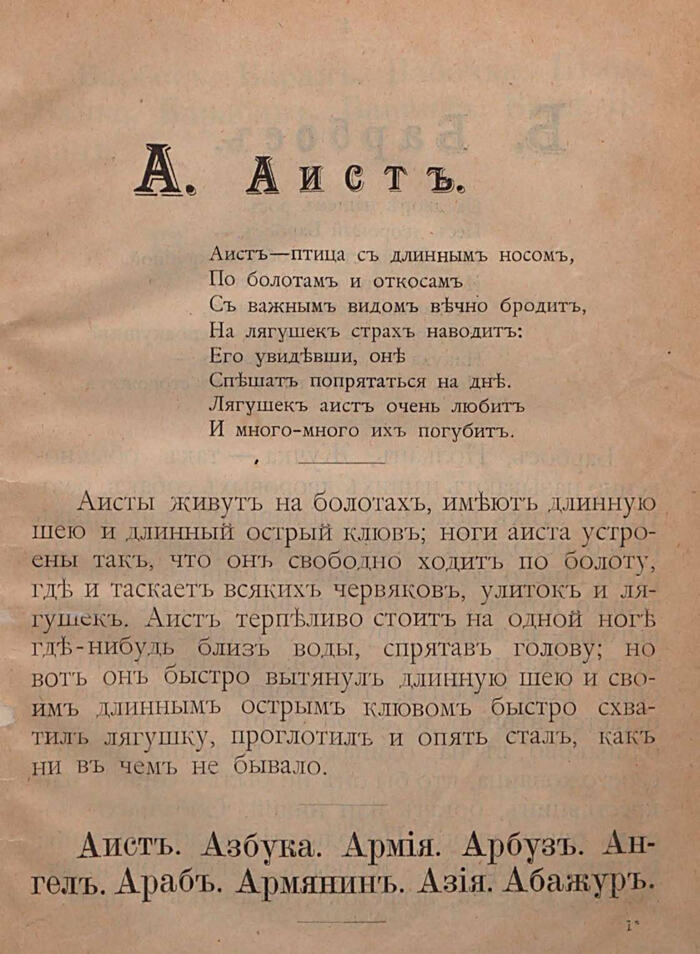 А. Аистъ.
Аистъ—птица съ длиннымъ носомъ,
По болотамъ и откосамъ
Съ важнымъ видомъ вѣчно бродитъ,
На лягушекъ страхъ наводитъ:
Его увидѣвши, онѣ
Спѣшатъ попрятаться на днѣ.
Лягушекъ аистъ очень любитъ
И много-много ихъ погубитъ.
Аисты живутъ на болотахъ, имѣютъ длинную
шею и длинный острый клювъ; ноги аиста устро-
ены такъ, что онъ свободно ходитъ по болоту,
гдѣ и таскаетъ всякихъ червяковъ, улитокъ и ля-
гушекъ. Аистъ терпѣливо стоитъ на одной ногѣ
гдѣ-нибудь близъ воды, спрятавъ голову; но
вотъ онъ быстро вытянулъ длинную шею и сво-
имъ длиннымъ острымъ клювомъ быстро схва-
тилъ лягушку, проглотилъ и опять сталъ, какъ
ни въ чемъ не бывало.
Аистъ. Азбука. Армія. Арбузъ. Ан-
гелъ. Арабъ. Армянинъ. Азія. Абажуръ.
1*